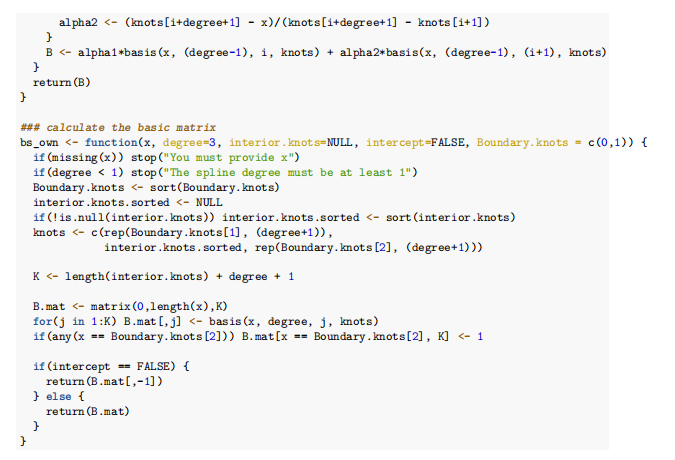 alpha2 <- (knots[i+degree+1] - x)/(knots[i+degree+1] - knots[i+1])
    }
    B <- alpha1*basis(x, (degree-1), i, knots) + alpha2*basis(x, (degree-1), (i+1), knots)
  }
  return(B)
}

### calculate the basic matrix
bs_own <- function(x, degree=3, interior.knots=NULL, intercept=FALSE, Boundary.knots = c(0,1)) {
  if(missing(x)) stop("You must provide x")
  if(degree < 1) stop("The spline degree must be at least 1")
  Boundary.knots <- sort(Boundary.knots)
  interior.knots.sorted <- NULL
  if(!is.null(interior.knots)) interior.knots.sorted <- sort(interior.knots)
  knots <- c(rep(Boundary.knots[1], (degree+1)),
             interior.knots.sorted, rep(Boundary.knots[2], (degree+1)))

  K <- length(interior.knots) + degree + 1

  B.mat <- matrix(0,length(x),K)
  for(j in 1:K) B.mat[,j] <- basis(x, degree, j, knots)
  if(any(x == Boundary.knots[2])) B.mat[x == Boundary.knots[2], K] <- 1

  if(intercept == FALSE) {
    return(B.mat[,-1])
  } else {
    return(B.mat)
  }
}